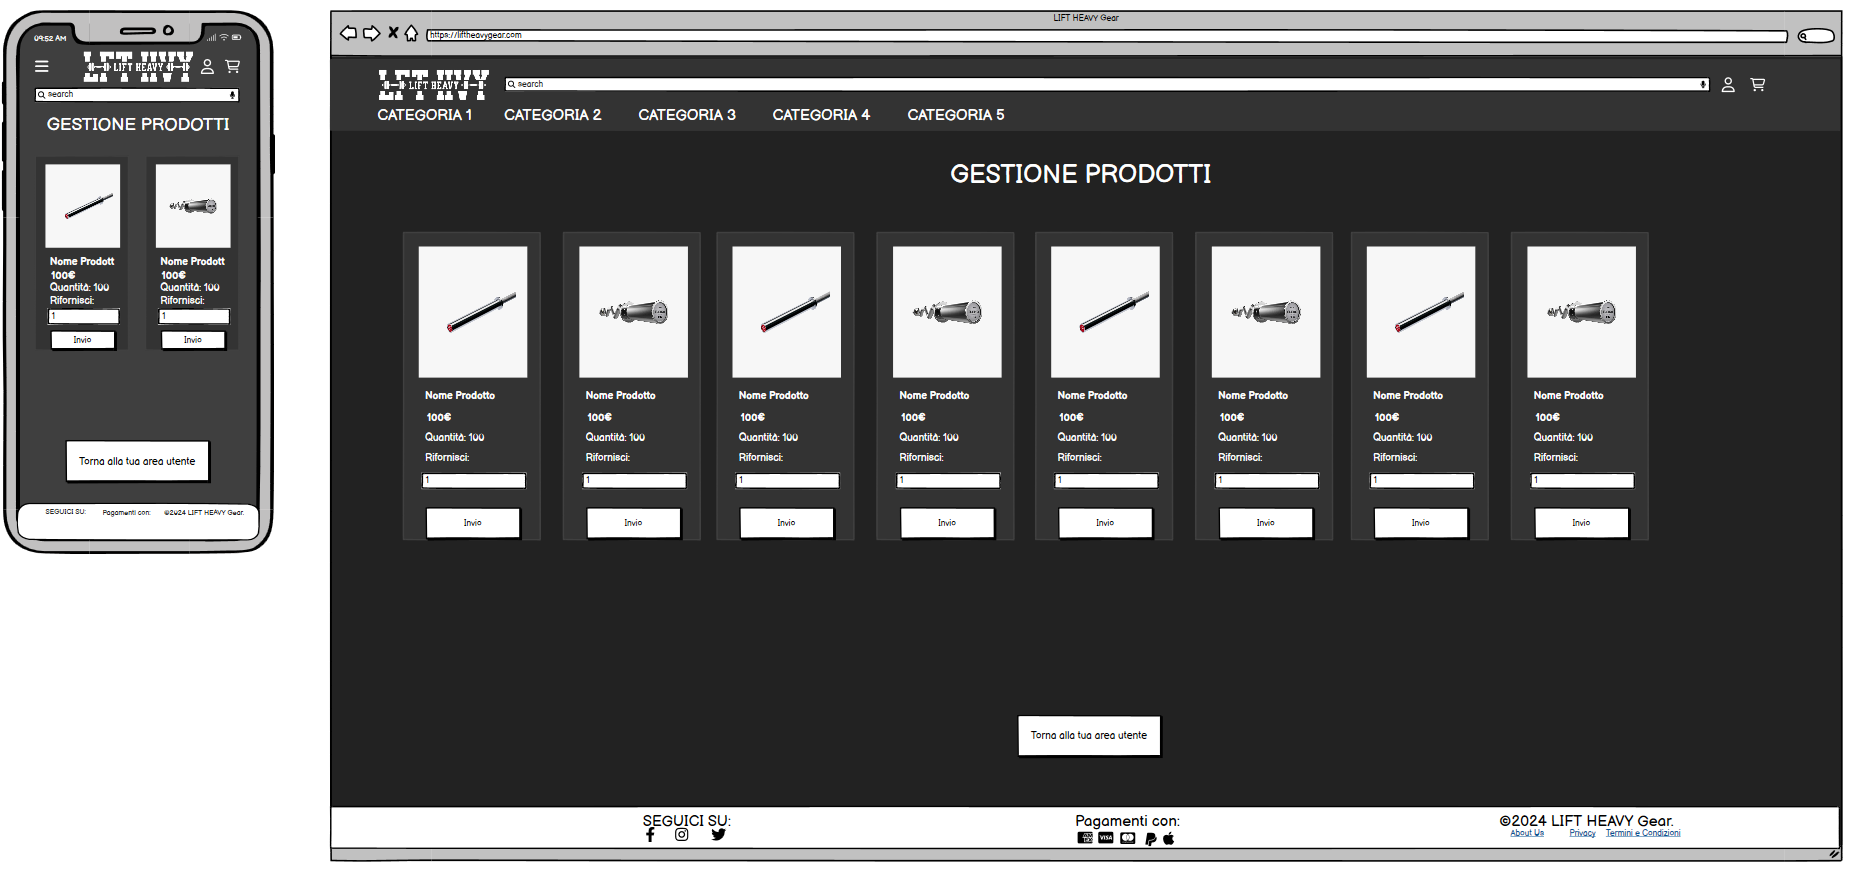 09:52 AM
LIFT HVY
LIFT HEAVY
search
GESTIONE PRODOTTI
Nome Prodott Nome Prodott
100€ 100€
Quantità: 100 Quantità: 100
Rifornisci: Rifornisci:
1 1
Invio Invio
Torna alla tua area utente
SEGUICI SU: Pagamenti con: ©2024 LIFT HEAVY Gear.
LIFT HEAVY Gear
https://liftheavygear.com
LIFT HVY
LIFT HEAVY
search
CATEGORIA 1 CATEGORIA 2 CATEGORIA 3 CATEGORIA 4 CATEGORIA 5
GESTIONE PRODOTTI
Nome Prodotto Nome Prodotto Nome Prodotto Nome Prodotto Nome Prodotto Nome Prodotto Nome Prodotto Nome Prodotto
100€ 100€ 100€ 100€ 100€ 100€ 100€ 100€
Quantità: 100 Quantità: 100 Quantità: 100 Quantità: 100 Quantità: 100 Quantità: 100 Quantità: 100 Quantità: 100
Rifornisci: Rifornisci: Rifornisci: Rifornisci: Rifornisci: Rifornisci: Rifornisci: Rifornisci:
1 1 1 1 1 1 1 1
Invio Invio Invio Invio Invio Invio Invio Invio
Torna alla tua area utente
SEGUICI SU: Pagamenti con: ©2024 LIFT HEAVY Gear.
VISA
About Us Privacy Termini e Condizioni